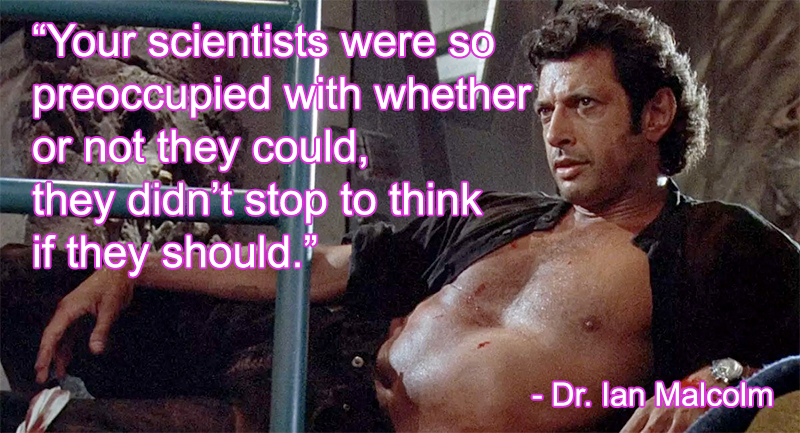 “Your scientists were so
preoccupied with whether
or not they could,
they didn’t stop to think
if they should.”
- Dr. Ian Malcolm